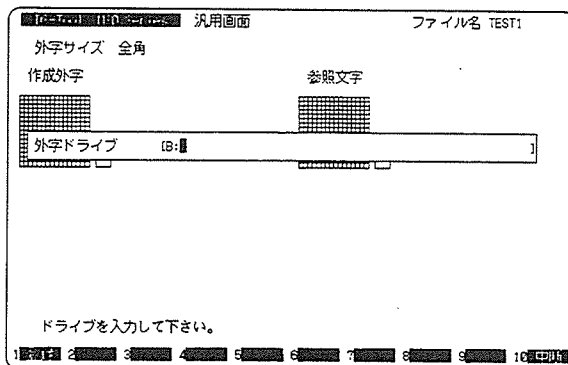 汎用画面 ファイル名 TEST1
外字サイズ 全角
作成外字 参照文字
外字ドライブ [B: ]
ドライブを入力して下さい。
1 2 3 4 5 6 7 8 9 10 中断